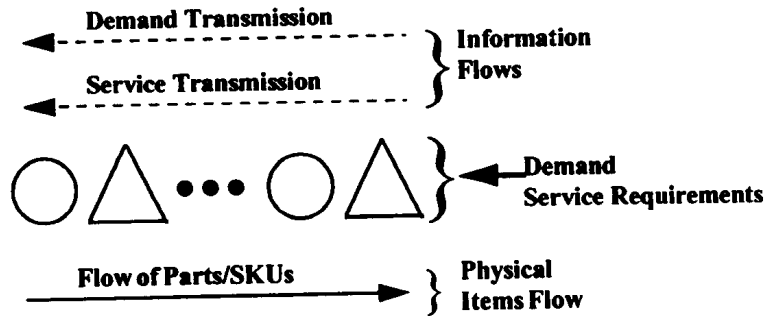 Demand Transmission
Information
Flows
Service Transmission
Demand
Service Requirements
Flow of Parts/SKUs
Physical
Items Flow